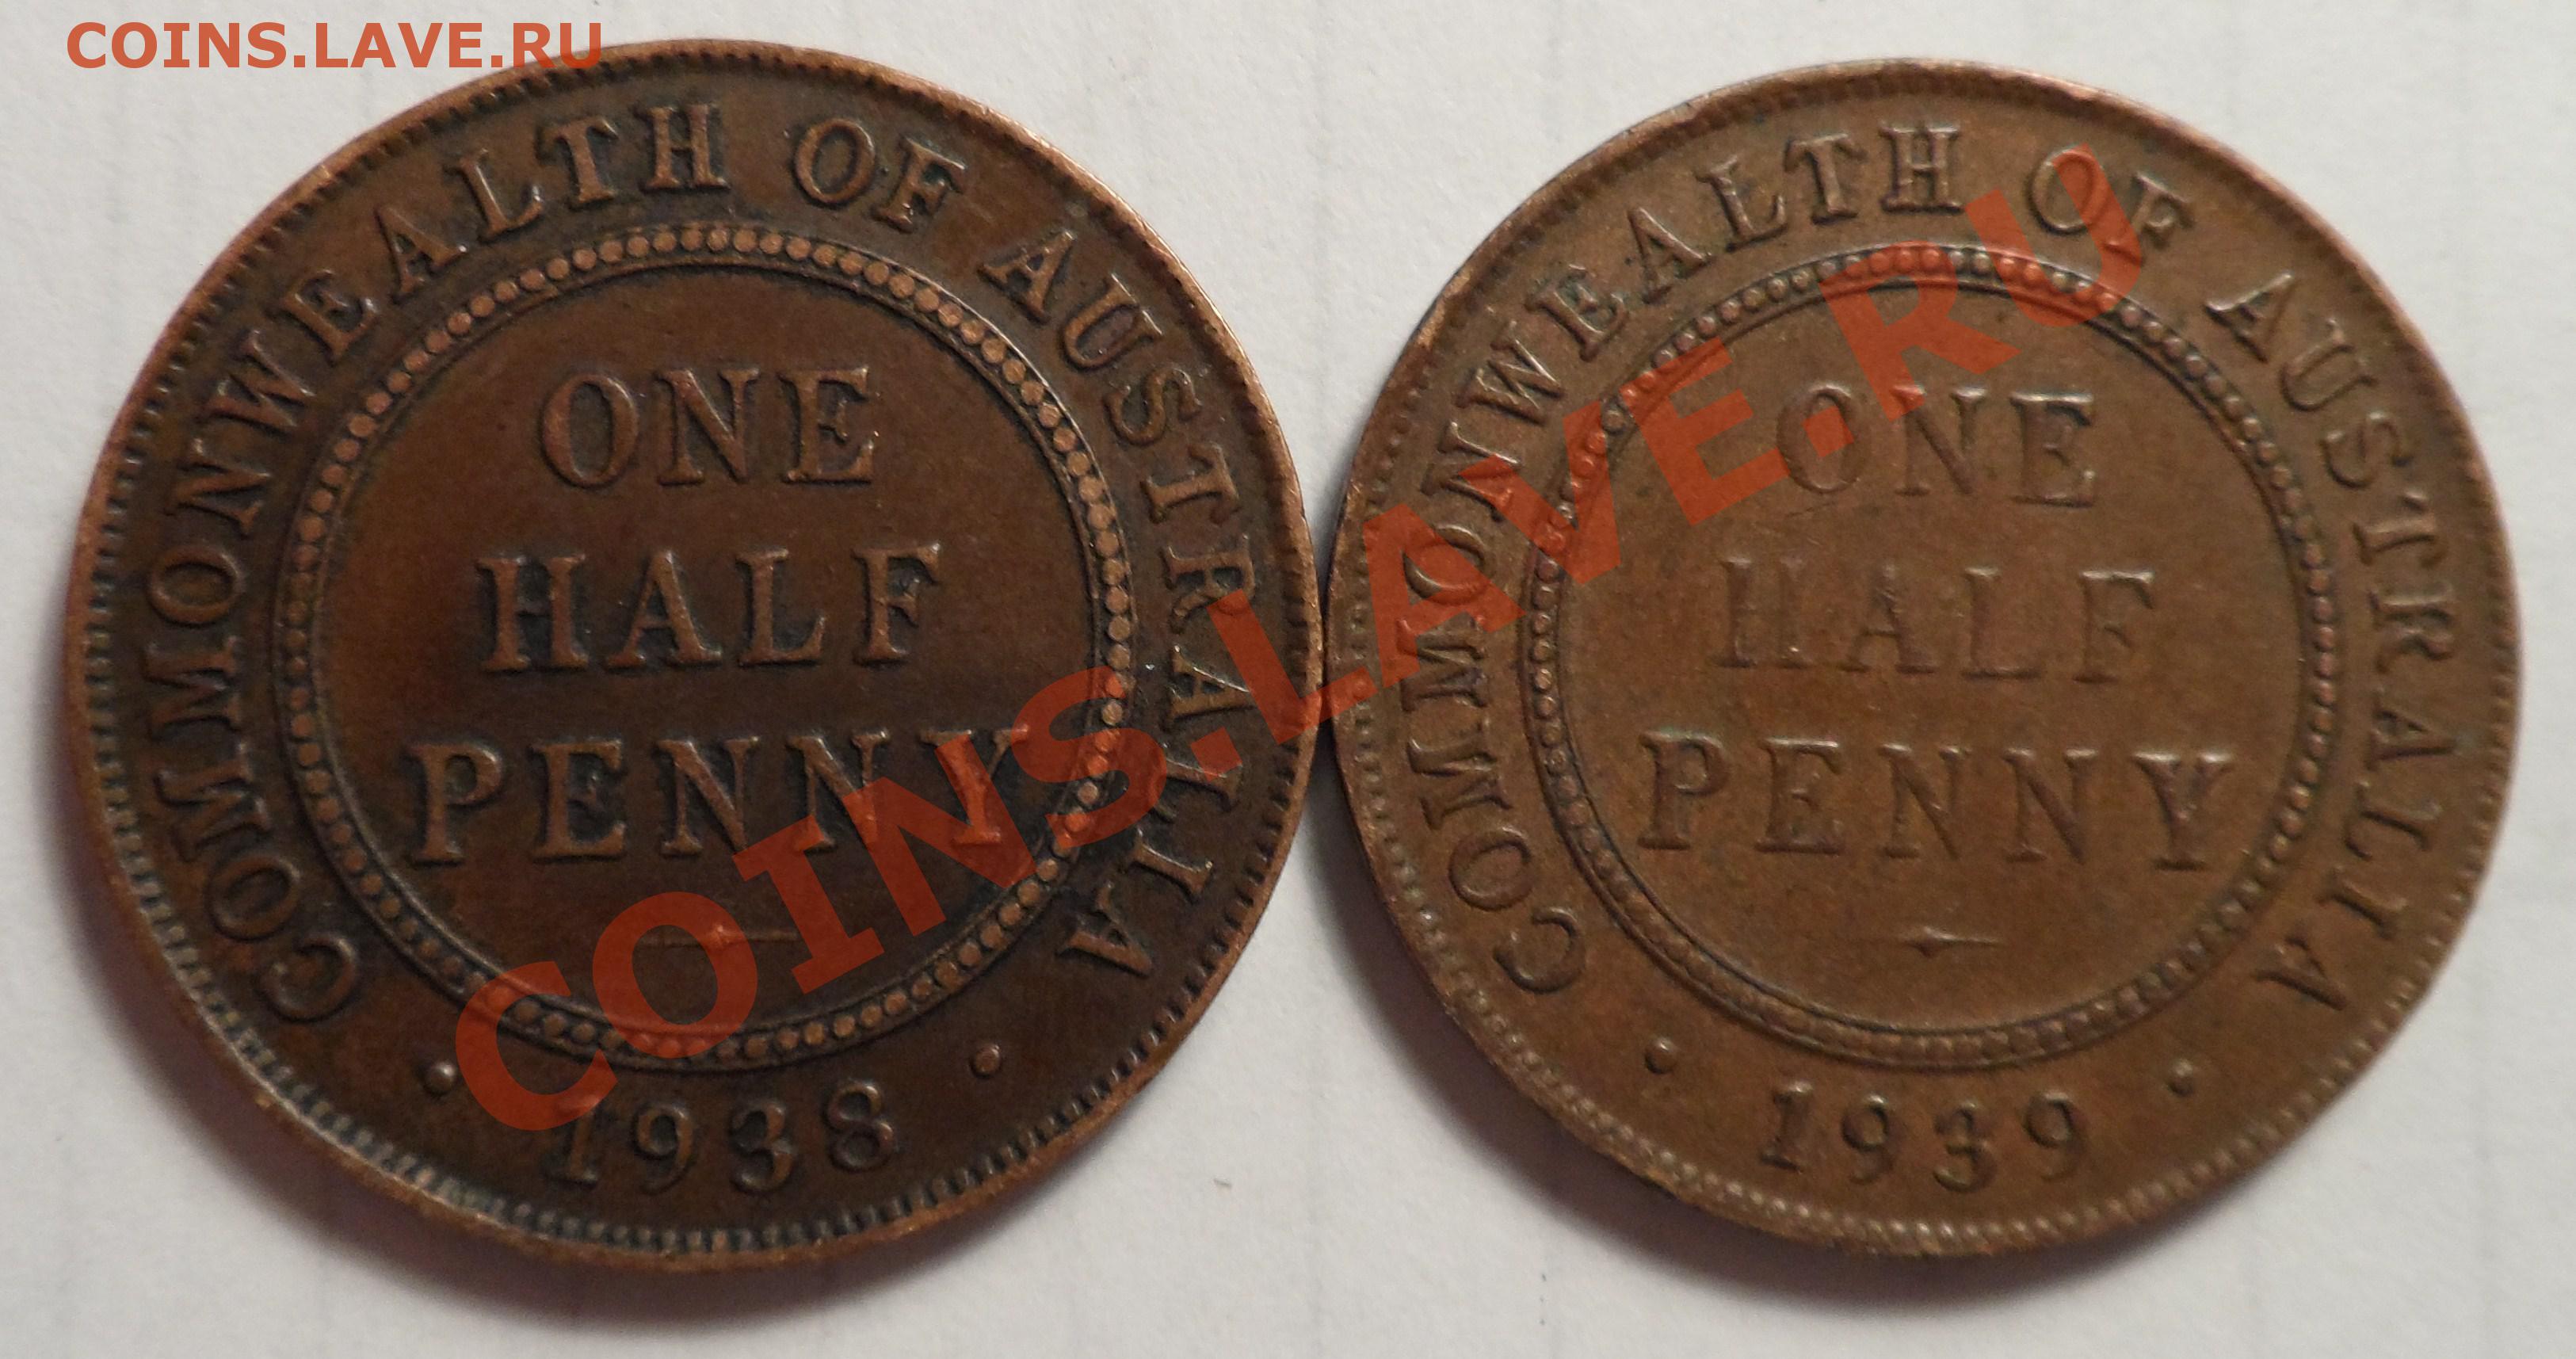 COINS.LAVE.RU
COMMONWEALTH OF AUSTRALIA
ONE
HALF
PENNY
· 1938 ·
COMMONWEALTH OF AUSTRALIA
ONE
HALF
PENNY
· 1939 ·
COINS.LAVE.RU